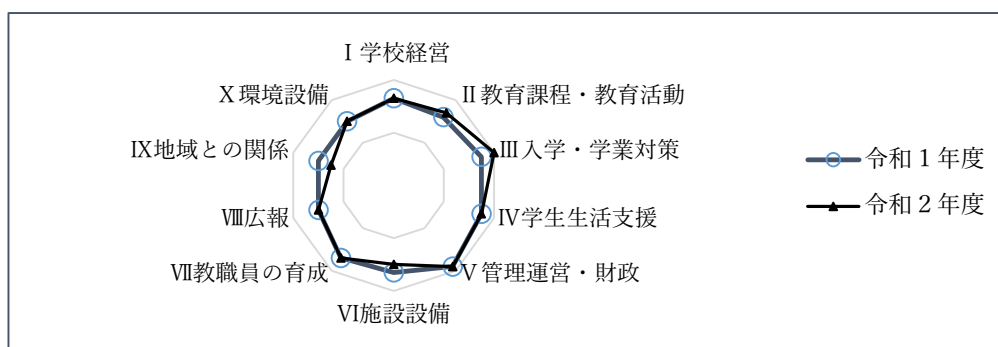 Ⅰ学校経営
Ⅱ教育課程・教育活動
Ⅲ入学・学業対策
Ⅳ学生生活支援
Ⅴ管理運営・財政
Ⅵ施設設備
Ⅶ教職員の育成
Ⅷ広報
Ⅸ地域との関係
Ⅹ環境設備
令和１年度
令和２年度